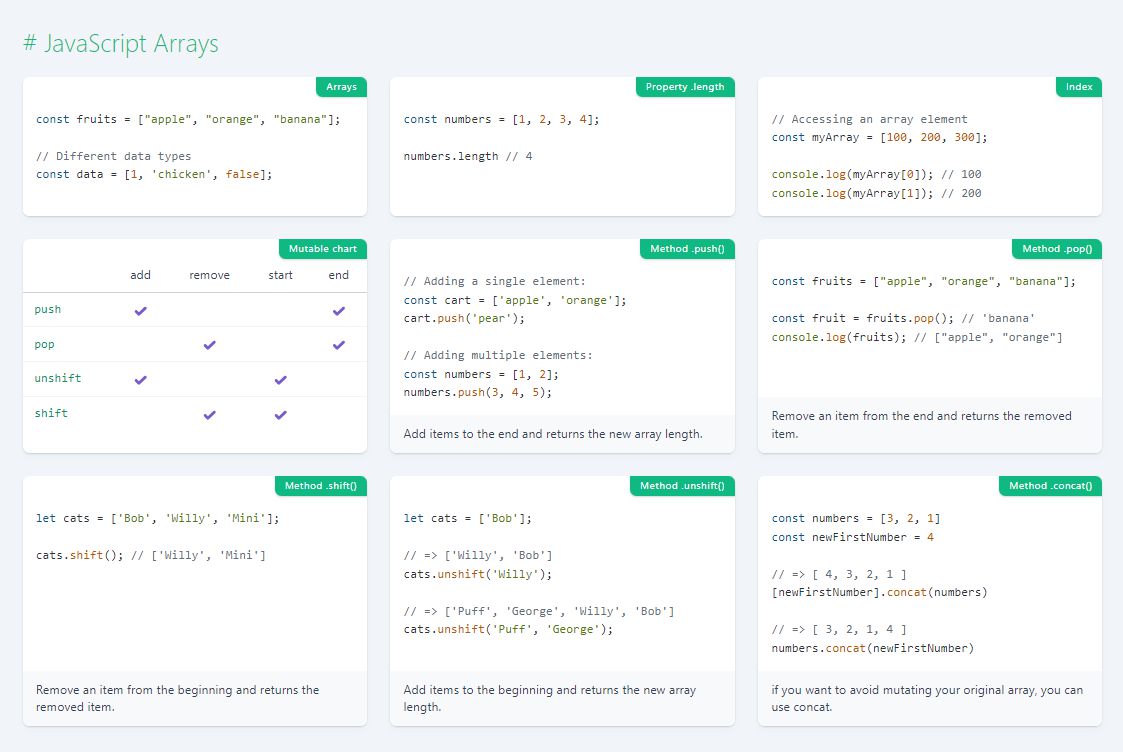 # JavaScript Arrays
Arrays
const fruits = ["apple", "orange", "banana"];
// Different data types
const data = [1, 'chicken', false];
Property .length
const numbers = [1, 2, 3, 4];
numbers.length // 4
Index
// Accessing an array element
const myArray = [100, 200, 300];
console.log(myArray[0]); // 100
console.log(myArray[1]); // 200
Mutable chart
add remove start end
push
pop
unshift
shift
Method .push()
// Adding a single element:
const cart = ['apple', 'orange'];
cart.push('pear');
// Adding multiple elements:
const numbers = [1, 2];
numbers.push(3, 4, 5);
Add items to the end and returns the new array length.
Method .pop()
const fruits = ["apple", "orange", "banana"];
const fruit = fruits.pop(); // 'banana'
console.log(fruits); // ["apple", "orange"]
Remove an item from the end and returns the removed
item.
Method .shift()
let cats = ['Bob', 'Willy', 'Mini'];
cats.shift(); // ['Willy', 'Mini']
Remove an item from the beginning and returns the
removed item.
Method .unshift()
let cats = ['Bob'];
// => ['Willy', 'Bob']
cats.unshift('Willy');
// => ['Puff', 'George', 'Willy', 'Bob']
cats.unshift('Puff', 'George');
Add items to the beginning and returns the new array
length.
Method .concat()
const numbers = [3, 2, 1]
const newFirstNumber = 4
// => [ 4, 3, 2, 1 ]
[newFirstNumber].concat(numbers)
// => [ 3, 2, 1, 4 ]
numbers.concat(newFirstNumber)
if you want to avoid mutating your original array, you can
use concat.